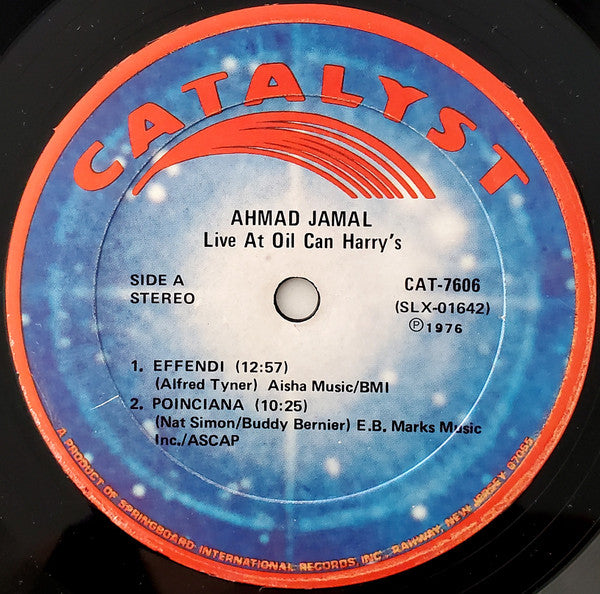 CATALYST
AHMAD JAMAL
Live At Oil Can Harry's
SIDE A
STEREO
CAT-7606
(SLX-01642)
Ⓟ1976
1. EFFENDI (12:57)
(Alfred Tyner) Aisha Music/BMI
2. POINCIANA (10:25)
(Nat Simon/Buddy Bernier) E.B. Marks Music
Inc./ASCAP
A PRODUCT OF SPRINGBOARD INTERNATIONAL RECORDS, INC., RAHWAY, NEW JERSEY 07065